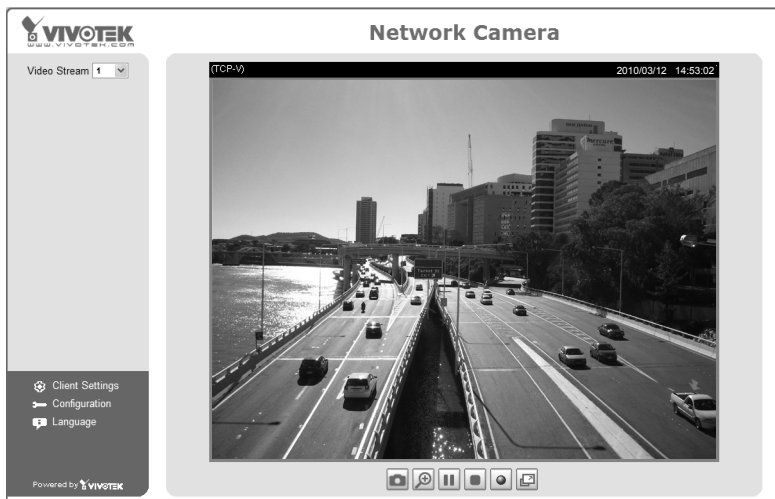 VIVOTEK
www.vivotek.com
Network Camera
Video Stream 1
(TCP-V) 2010/03/12 14:53:02
Mercure
Client Settings
Configuration
Language
Powered by VIVOTEK